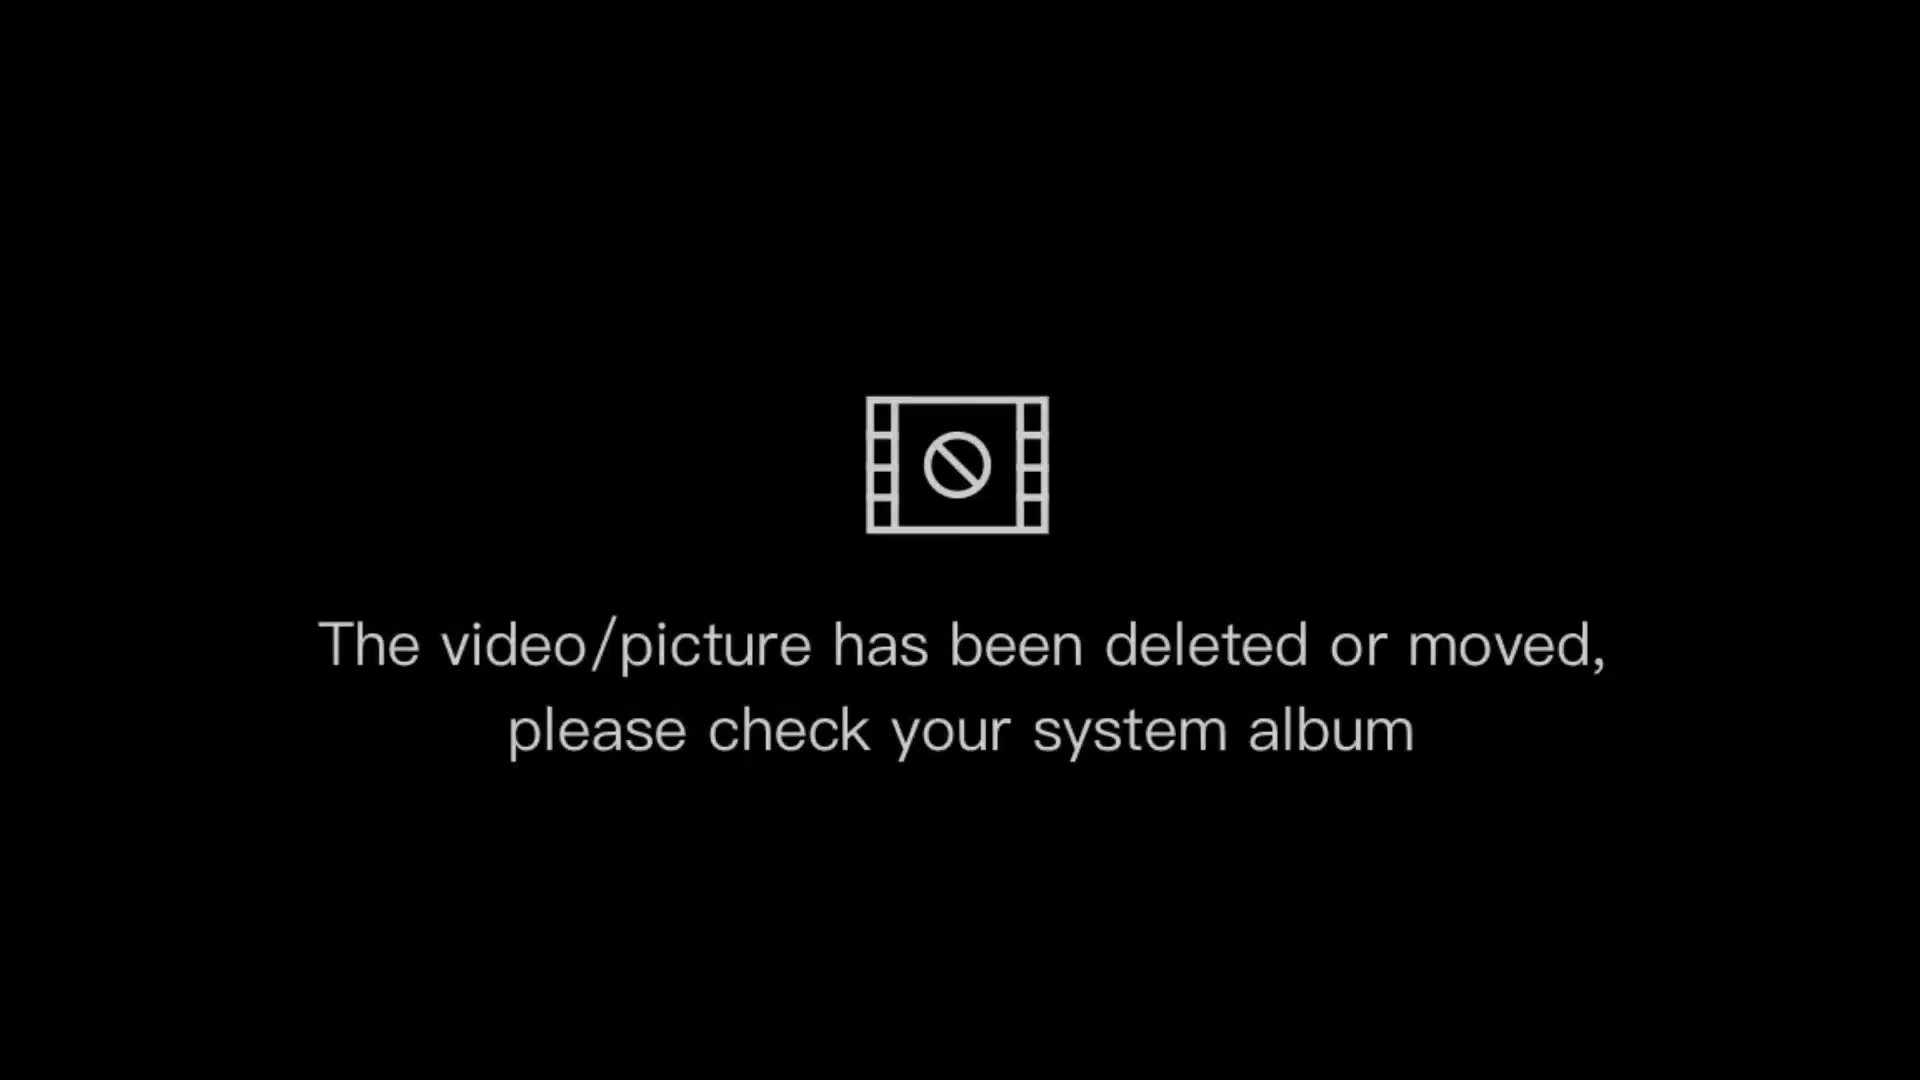 The video/picture has been deleted or moved,
please check your system album